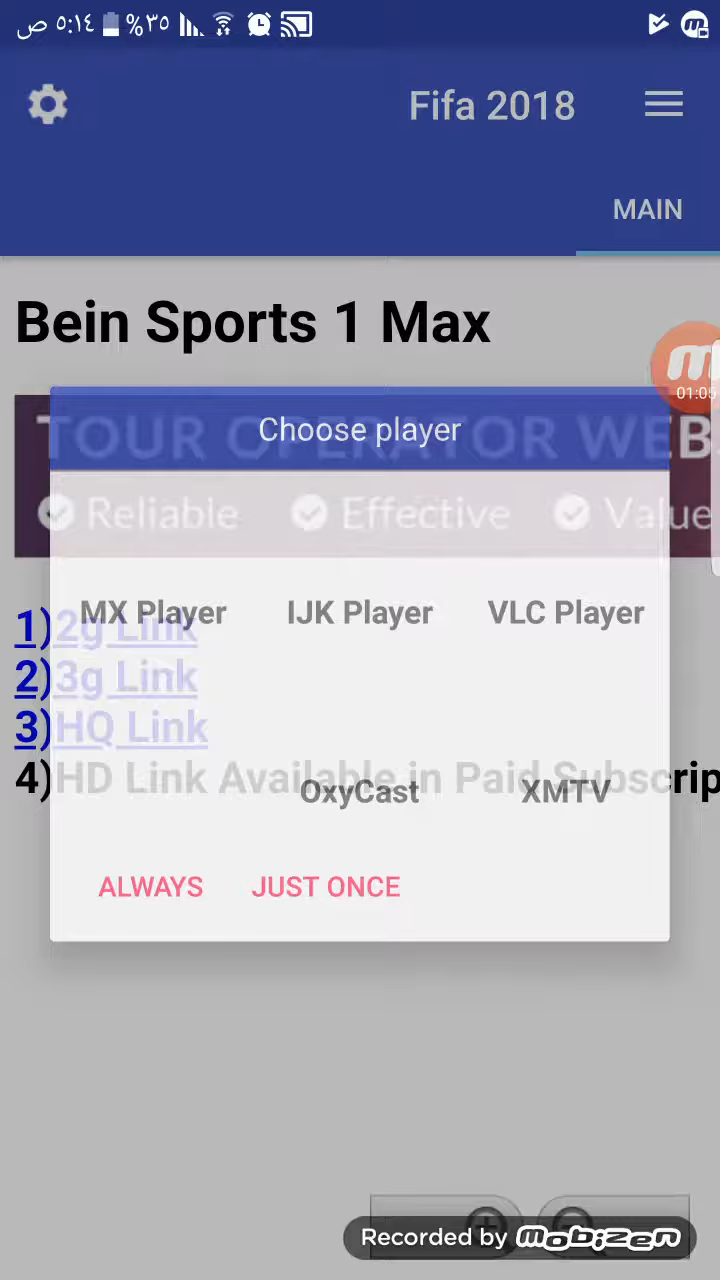 ص ٥:١٤ %٣٥
Fifa 2018
MAIN
Bein Sports 1 Max
01:05
TOUR OPERATOR WEB
Choose player
Reliable Effective Value
MX Player IJK Player VLC Player
1)2g Link
2)3g Link
3)HQ Link
4)HD Link Available in Paid Subscrip
OxyCast XMTV
ALWAYS JUST ONCE
Recorded by mobizen